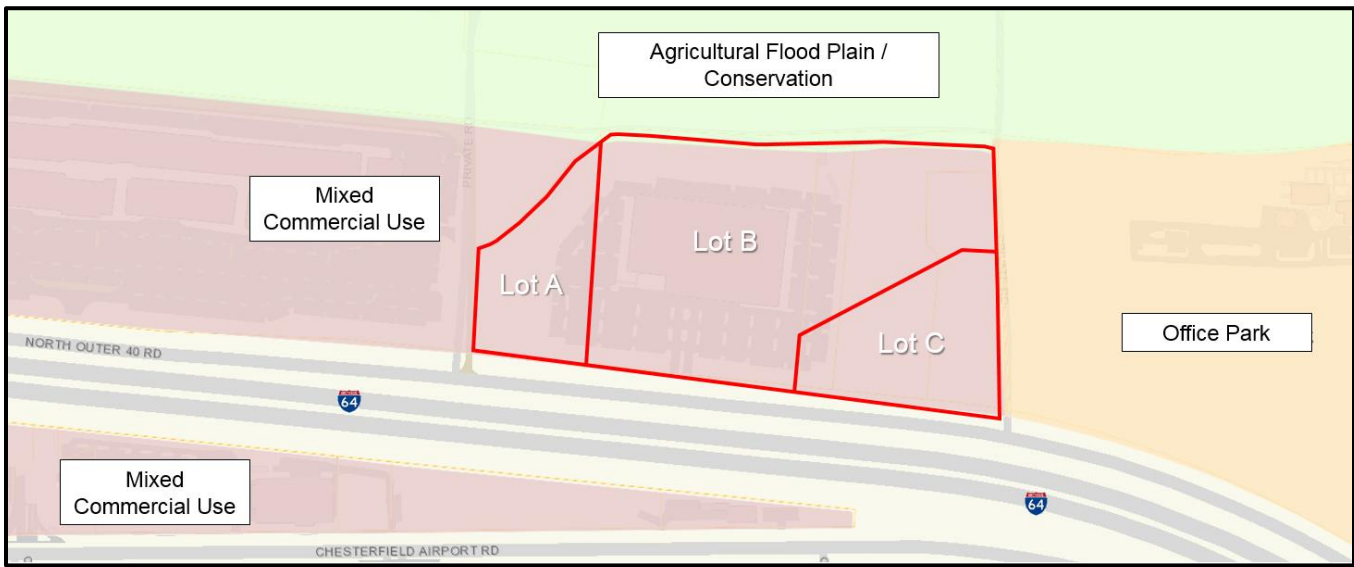 Agricultural Flood Plain /
Conservation
PRIVATE RD
Mixed
Commercial Use
Lot B
Lot A
Lot C
Office Park
NORTH OUTER 40 RD
64
64
Mixed
Commercial Use
CHESTERFIELD AIRPORT RD